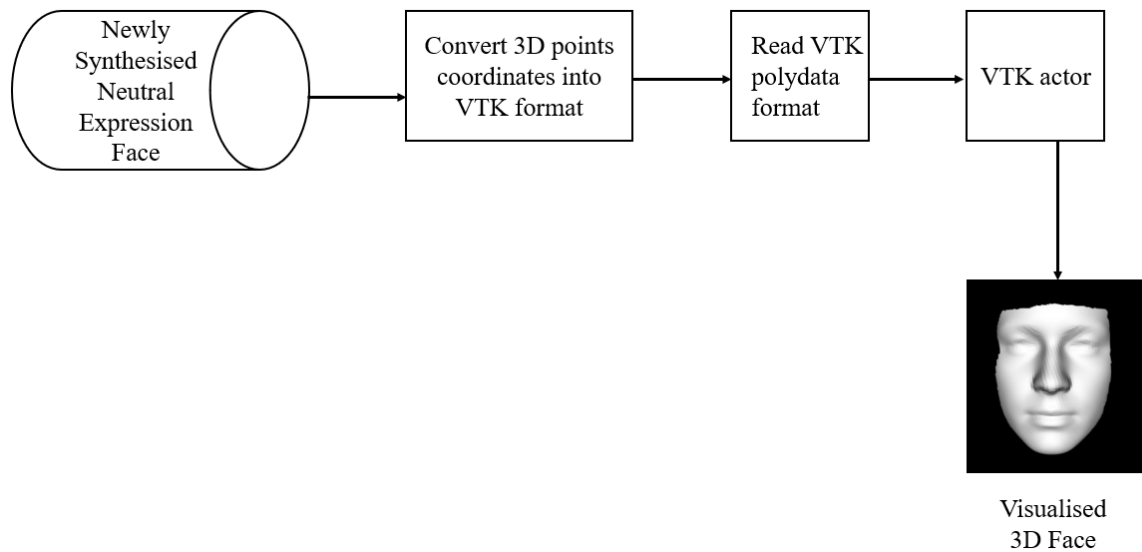 Newly
Synthesised
Neutral
Expression
Face
Convert 3D points
coordinates into
VTK format
Read VTK
polydata
format
VTK actor
Visualised
3D Face